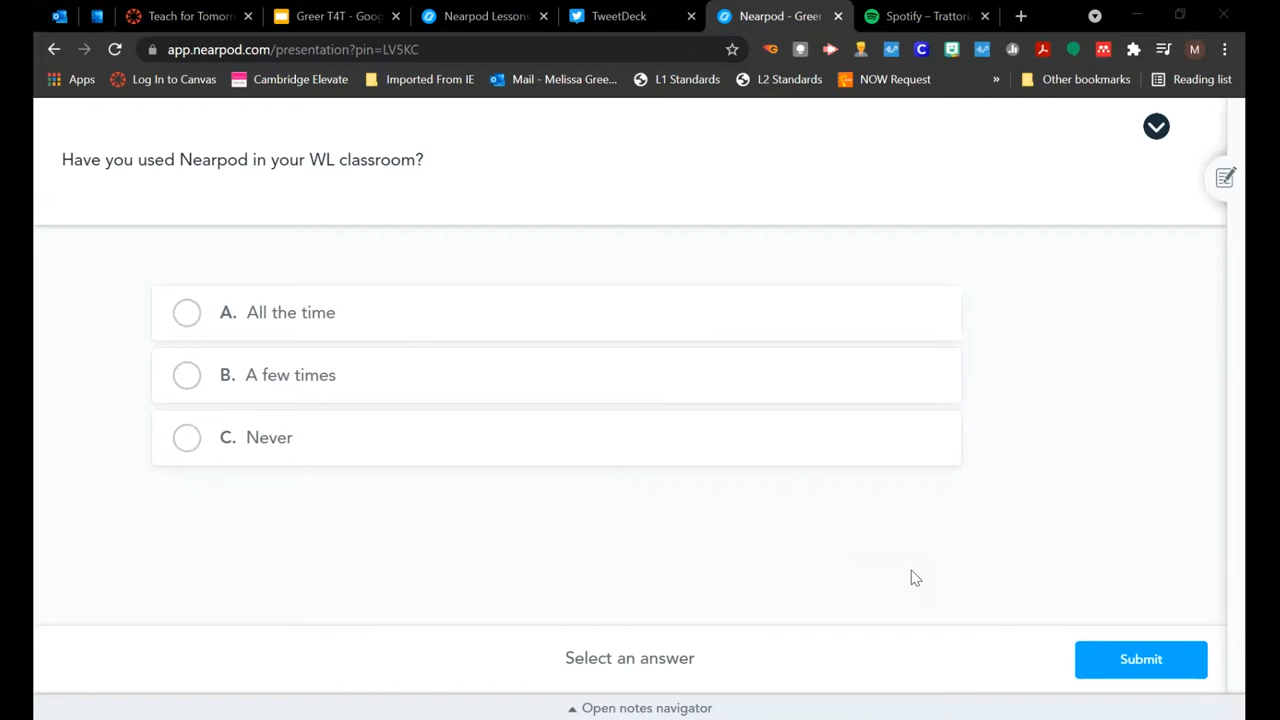 Teach for Tomorr
Greer T4T - Goog
Nearpod Lessons
TweetDeck
Nearpod - Greer
Spotify – Trattori
app.nearpod.com/presentation?pin=LV5KC
M
Apps
Log In to Canvas
Cambridge Elevate
Imported From IE
Mail - Melissa Gree...
L1 Standards
L2 Standards
NOW Request
»
Other bookmarks
Reading list
Have you used Nearpod in your WL classroom?
A. All the time
B. A few times
C. Never
Select an answer
Submit
Open notes navigator